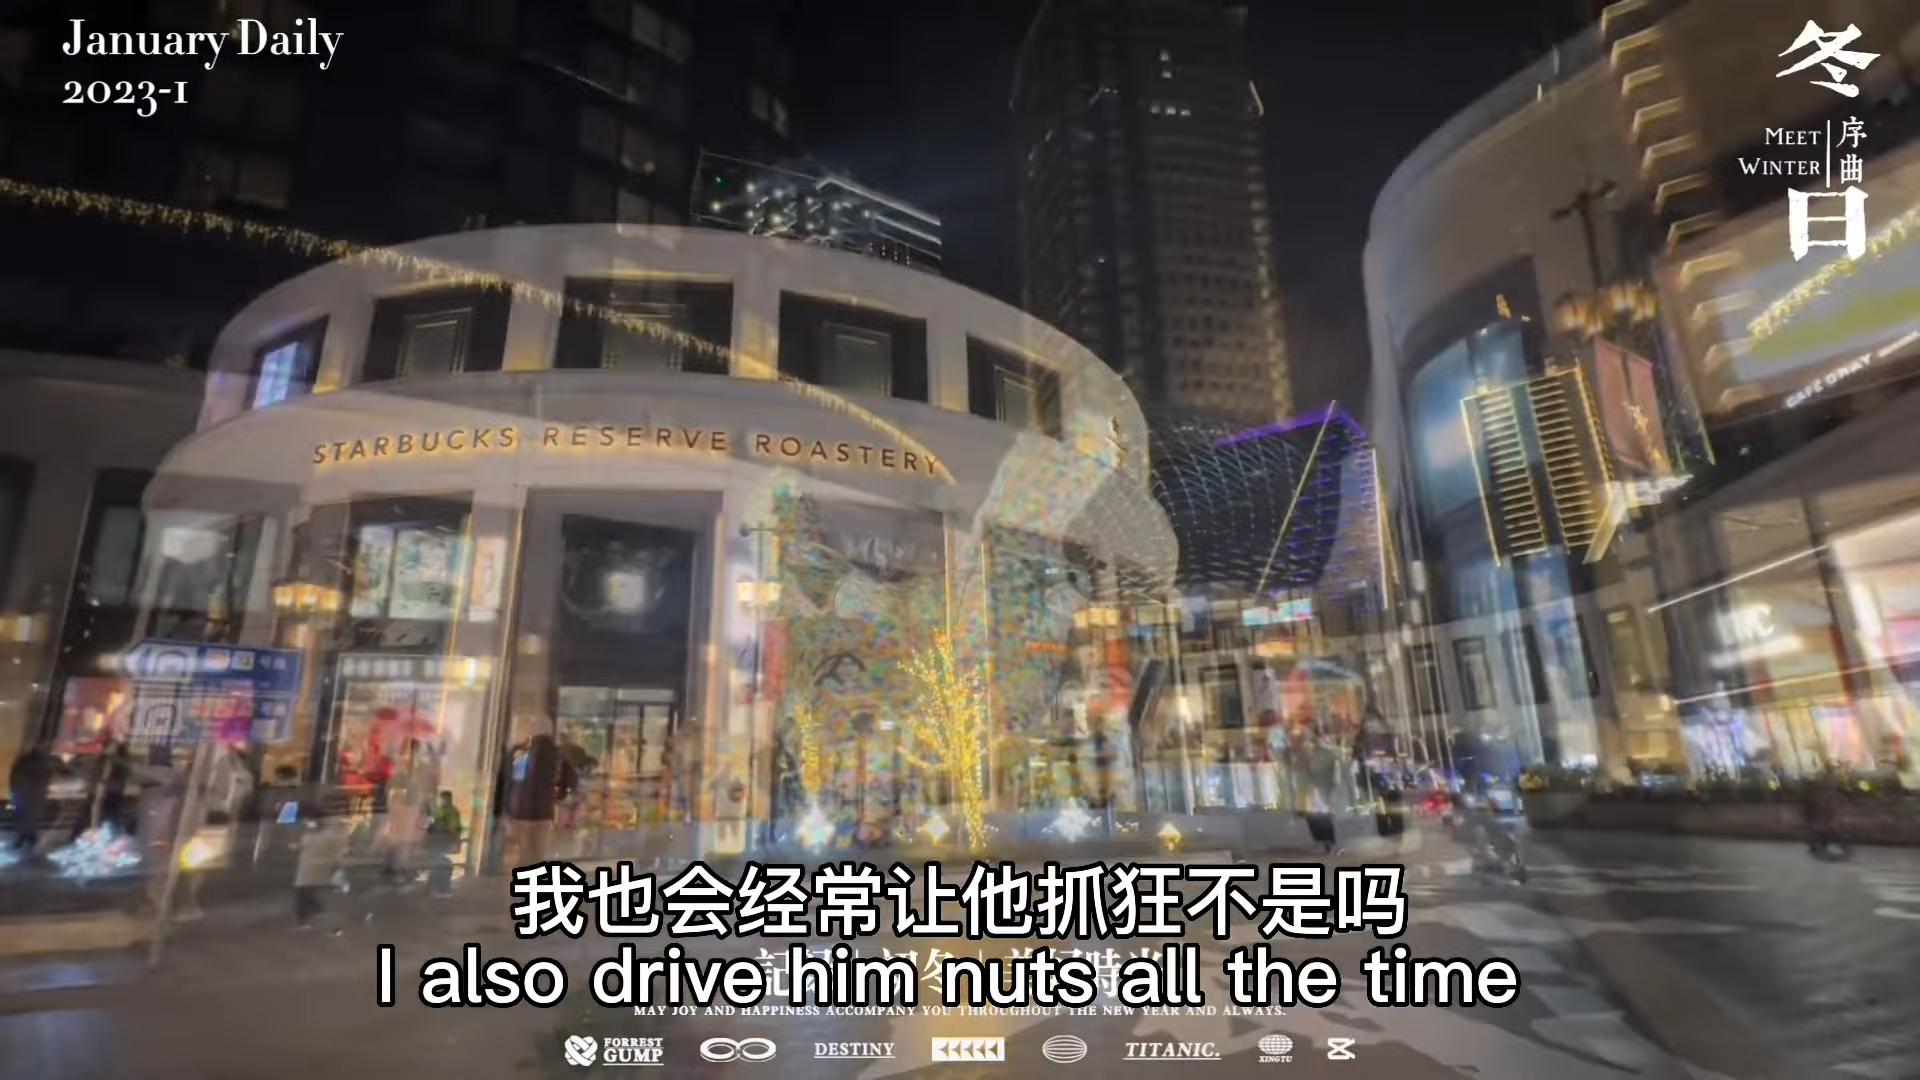 January Daily
2023-1
冬
MEET
WINTER
序曲
日
STARBUCKS RESERVE ROASTERY
我也会经常让他抓狂不是吗
I also drive him nuts all the time
MAY JOY AND HAPPINESS ACCOMPANY YOU THROUGHOUT THE NEW YEAR AND ALWAYS.
FORREST
GUMP
DESTINY
TITANIC.
XINGTU